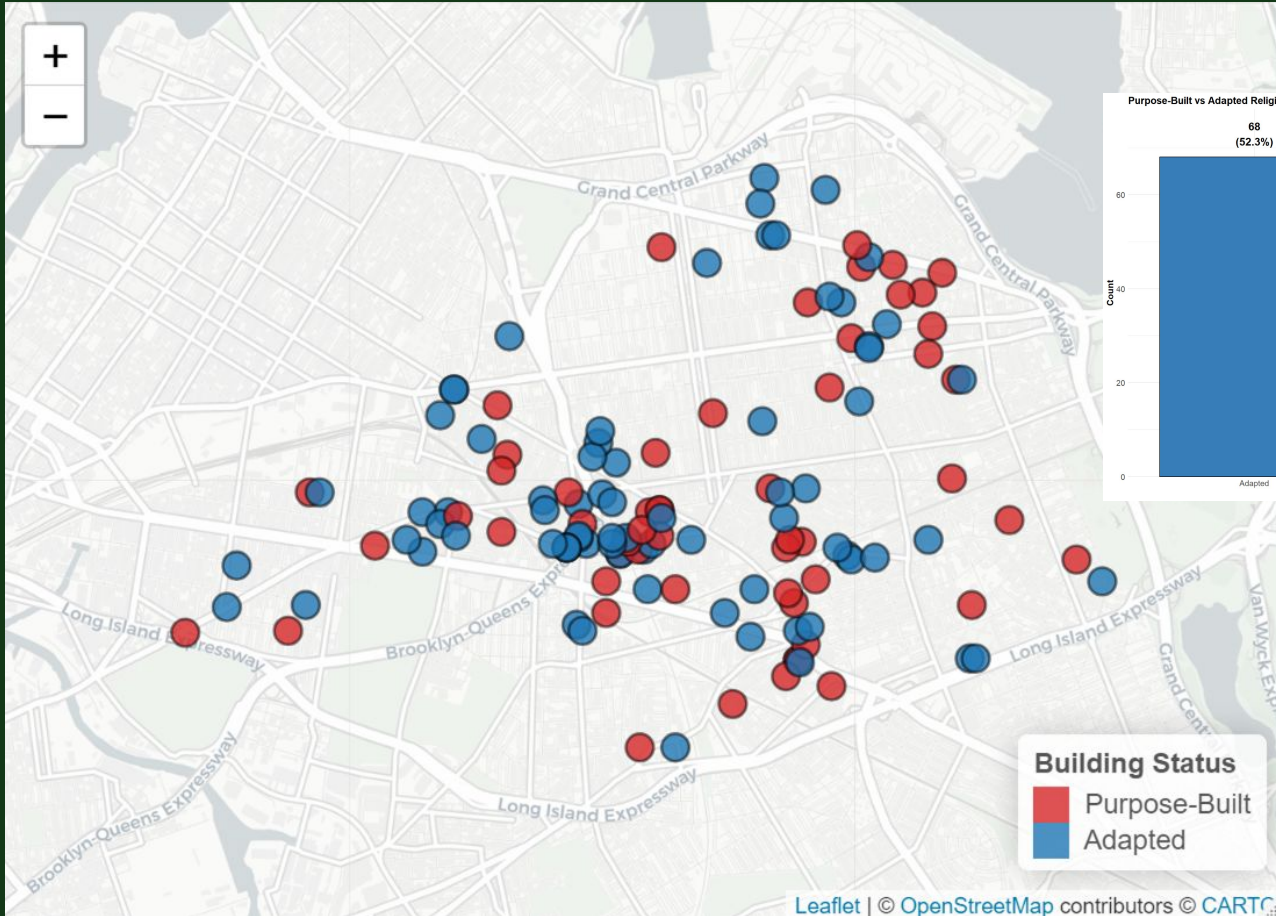 +
−
Grand Central Parkway
Grand Central Parkway
Purpose-Built vs Adapted Religi
68
(52.3%)
60
40
20
0
Count
Adapted
Long Island Expressway
Brooklyn-Queens Expr
Long Island Expressway
Van Wyck Exp
Grand Centr
Brooklyn-Queens Expressway
Long Island Expressway
Building Status
Purpose-Built
Adapted
Leaflet | © OpenStreetMap contributors © CARTO